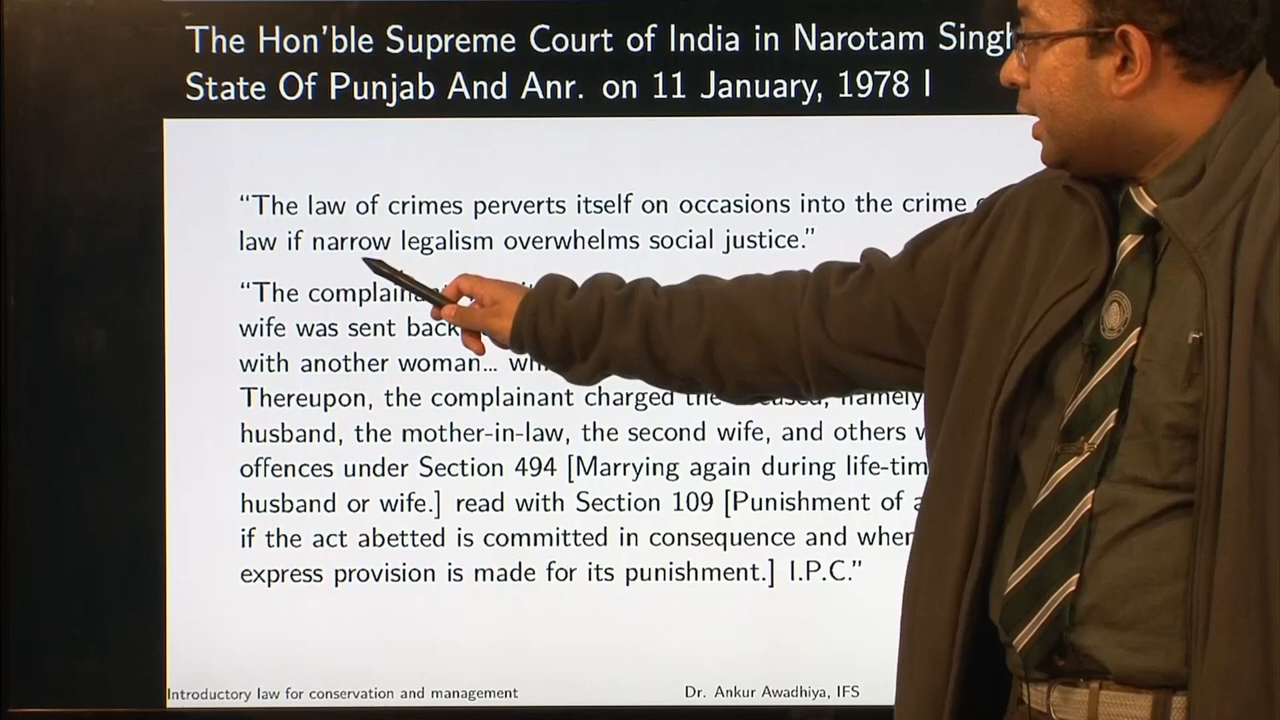 The Hon'ble Supreme Court of India in Narotam Singh
State Of Punjab And Anr. on 11 January, 1978 I
“The law of crimes perverts itself on occasions into the crime
law if narrow legalism overwhelms social justice.”
“The
wife was sent back
with another woman...
Thereupon, the complainant charged the accused, namely
husband, the mother-in-law, the second wife, and others
offences under Section 494 [Marrying again during
husband or wife.] read with Section 109 [Punishment of
if the act abetted is committed in consequence and
express provision is made for its punishment.] I.P.C.”
Introductory law for conservation and management
Dr. Ankur Awadhiya, IFS